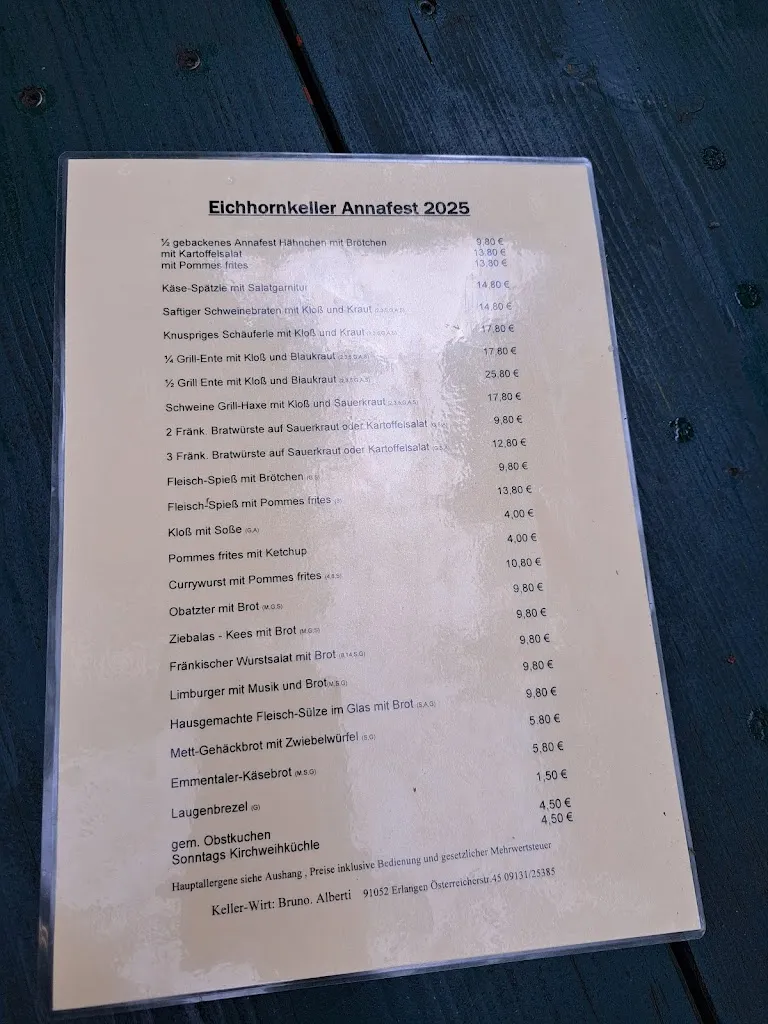 Eichhornkeller Annafest 2025
½ gebackenes Annafest Hähnchen mit Brötchen 9,80 €
mit Kartoffelsalat 13,80 €
mit Pommes frites 13,80 €
Käse-Spätzle mit Salatgarnitur 14,80 €
Saftiger Schweinebraten mit Kloß und Kraut 14,80 €
Knuspriges Schäuferle mit Kloß und Kraut 17,80 €
¼ Grill-Ente mit Kloß und Blaukraut 17,80 €
½ Grill Ente mit Kloß und Blaukraut 25,80 €
Schweine Grill-Haxe mit Kloß und Sauerkraut 17,80 €
2 Fränk. Bratwürste auf Sauerkraut oder Kartoffelsalat 9,80 €
3 Fränk. Bratwürste auf Sauerkraut oder Kartoffelsalat 12,80 €
Fleisch-Spieß mit Brötchen 9,80 €
Fleisch-Spieß mit Pommes frites 13,80 €
Kloß mit Soße (G,A) 4,00 €
Pommes frites mit Ketchup 4,00 €
Currywurst mit Pommes frites 10,80 €
Obatzter mit Brot (M,G,S) 9,80 €
Ziebalas - Kees mit Brot (M,G,S) 9,80 €
Fränkischer Wurstsalat mit Brot 9,80 €
Limburger mit Musik und Brot (M,S,G) 9,80 €
Hausgemachte Fleisch-Sülze im Glas mit Brot (S,A,G) 9,80 €
Mett-Gehäckbrot mit Zwiebelwürfel (S,G) 5,80 €
Emmentaler-Käsebrot (M,S,G) 5,80 €
Laugenbrezel (G) 1,50 €
gem. Obstkuchen 4,50 €
Sonntags Kirchweihküchle 4,50 €
Hauptallergene siehe Aushang , Preise inklusive Bedienung und gesetzlicher Mehrwertsteuer
Keller-Wirt: Bruno. Alberti 91052 Erlangen Österreicherstr.45 09131/25385